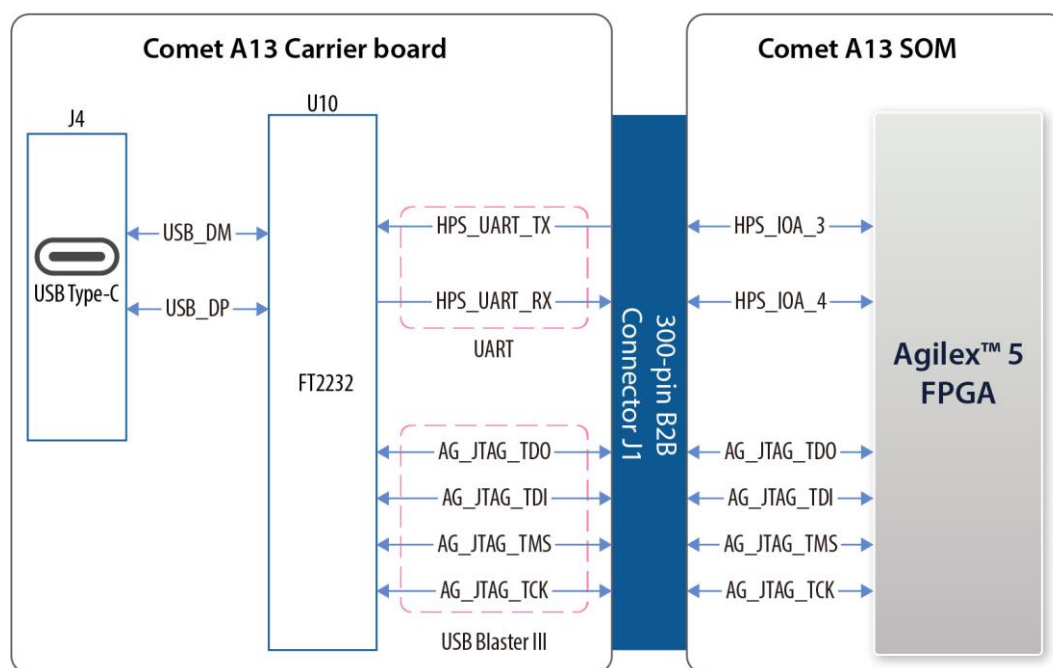 Comet A13 Carrier board
Comet A13 SOM
J4
U10
USB Type-C
USB_DM
USB_DP
FT2232
HPS_UART_TX
HPS_UART_RX
UART
AG_JTAG_TDO
AG_JTAG_TDI
AG_JTAG_TMS
AG_JTAG_TCK
USB Blaster III
300-pin B2B
Connector J1
HPS_IOA_3
HPS_IOA_4
AG_JTAG_TDO
AG_JTAG_TDI
AG_JTAG_TMS
AG_JTAG_TCK
Agilex™ 5
FPGA